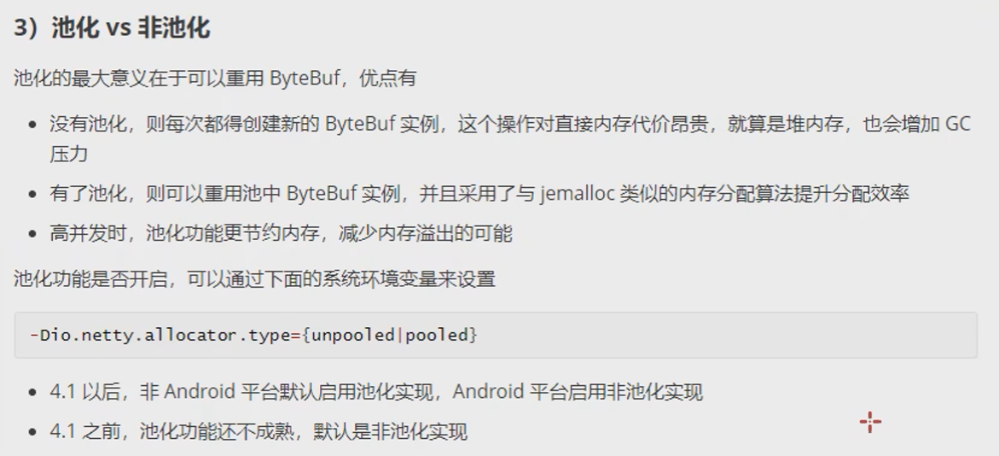 3）池化 vs 非池化
池化的最大意义在于可以重用 ByteBuf，优点有
没有池化，则每次都得创建新的 ByteBuf 实例，这个操作对直接内存代价昂贵，就算是堆内存，也会增加 GC
压力
有了池化，则可以重用池中 ByteBuf 实例，并且采用了与 jemalloc 类似的内存分配算法提升分配效率
高并发时，池化功能更节约内存，减少内存溢出的可能
池化功能是否开启，可以通过下面的系统环境变量来设置
-Dio.netty.allocator.type={unpooled|pooled}
4.1 以后，非 Android 平台默认启用池化实现，Android 平台启用非池化实现
4.1 之前，池化功能还不成熟，默认是非池化实现